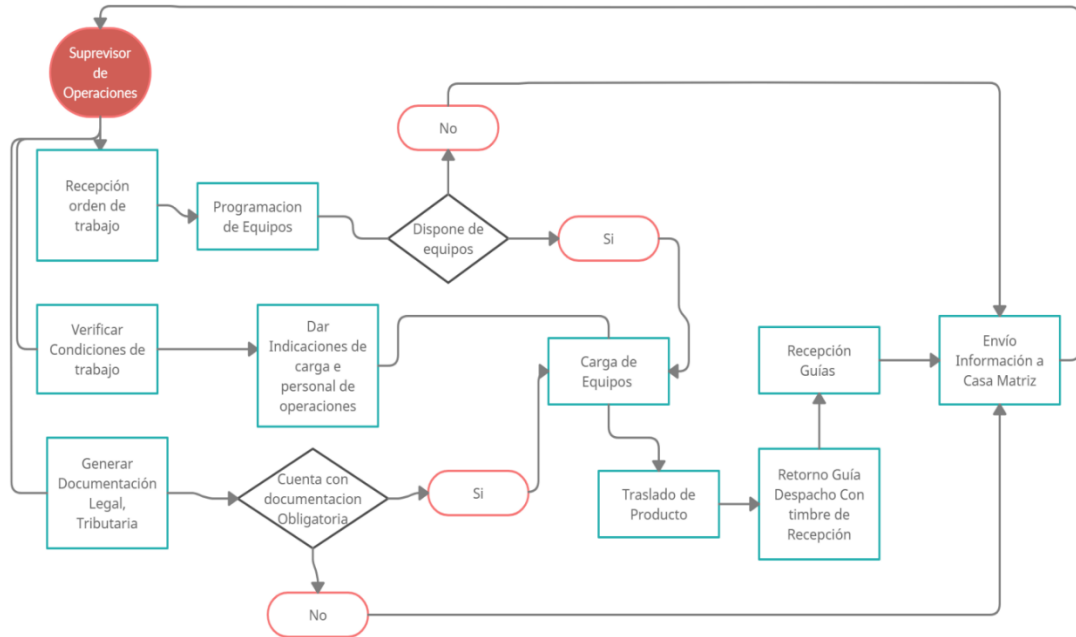 Suprevisor
de
Operaciones
No
Recepción
orden de
trabajo
Programacion
de Equipos
Dispone de
equipos
Si
Verificar
Condiciones de
trabajo
Dar
Indicaciones de
carga e
personal de
operaciones
Carga de
Equipos
Recepción
Guías
Envío
Información a
Casa Matriz
Generar
Documentación
Legal,
Tributaria
Cuenta con
documentacion
Obligatoria
Si
Traslado de
Producto
Retorno Guía
Despacho Con
timbre de
Recepción
No